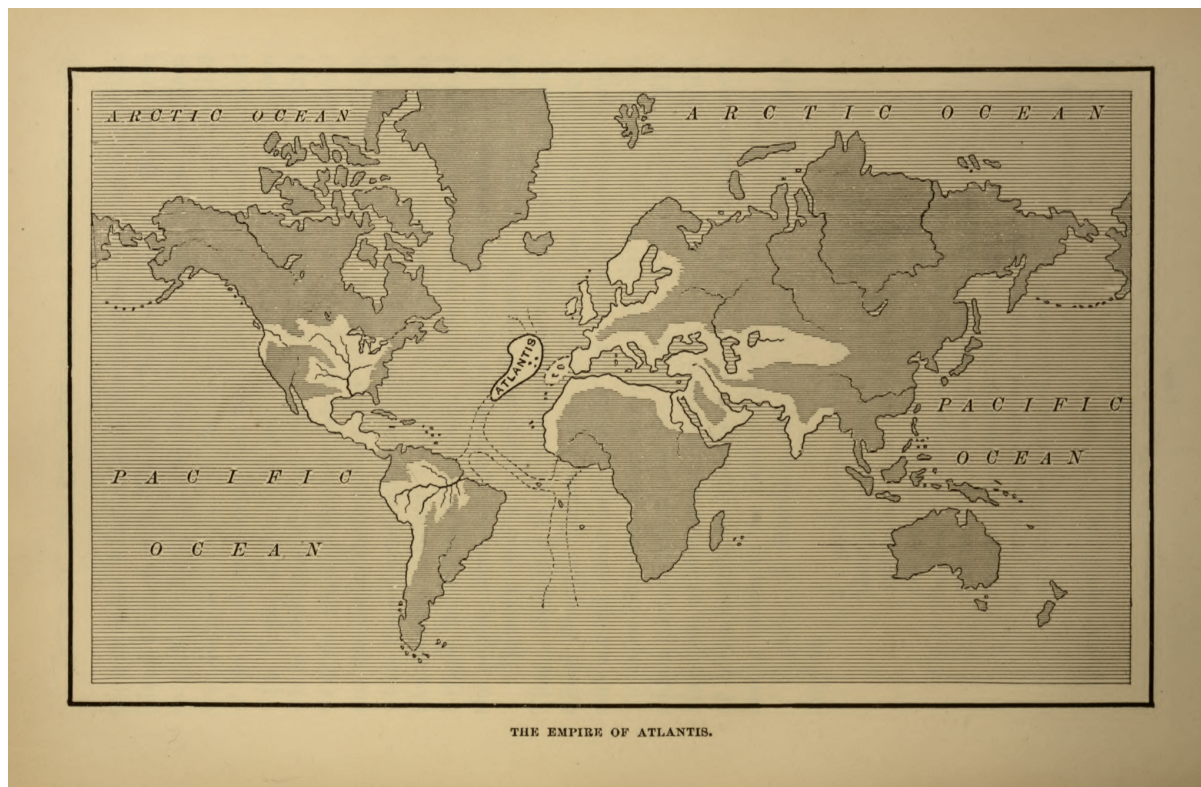 ARCTIC OCEAN
ARCTIC OCEAN
ATLANTIS
PACIFIC
OCEAN
PACIFIC
OCEAN
THE EMPIRE OF ATLANTIS.